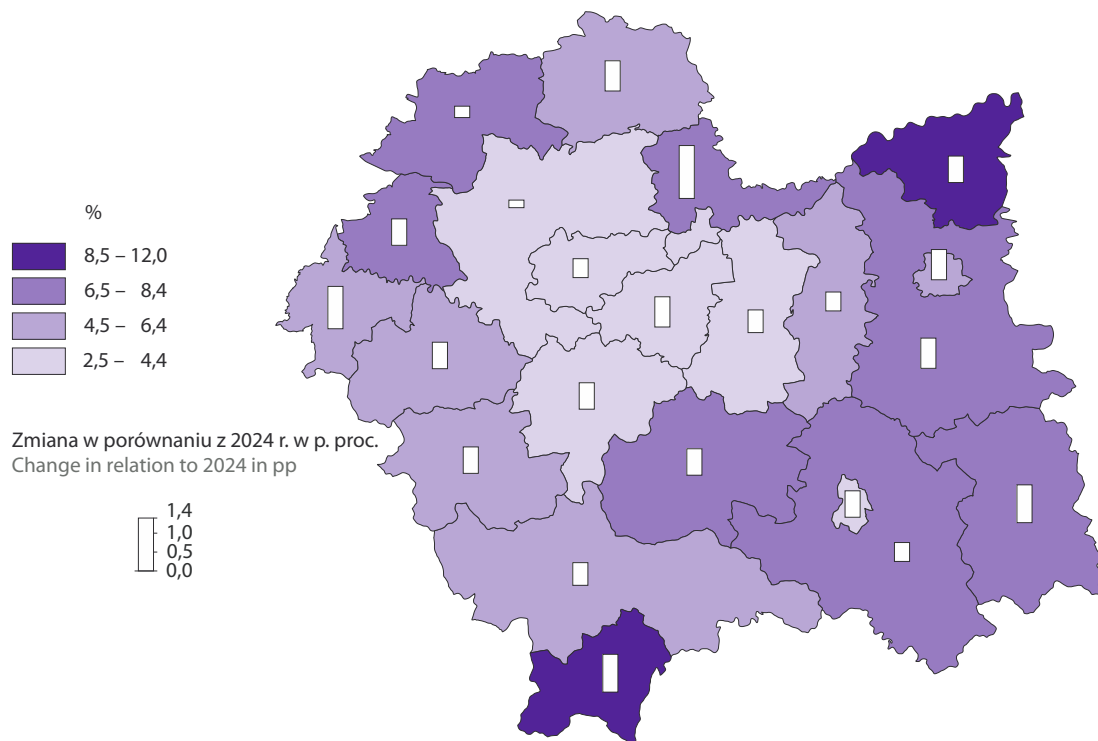 %
8,5 – 12,0
6,5 – 8,4
4,5 – 6,4
2,5 – 4,4
Zmiana w porównaniu z 2024 r. w p. proc.
Change in relation to 2024 in pp
1,4
1,0
0,5
0,0